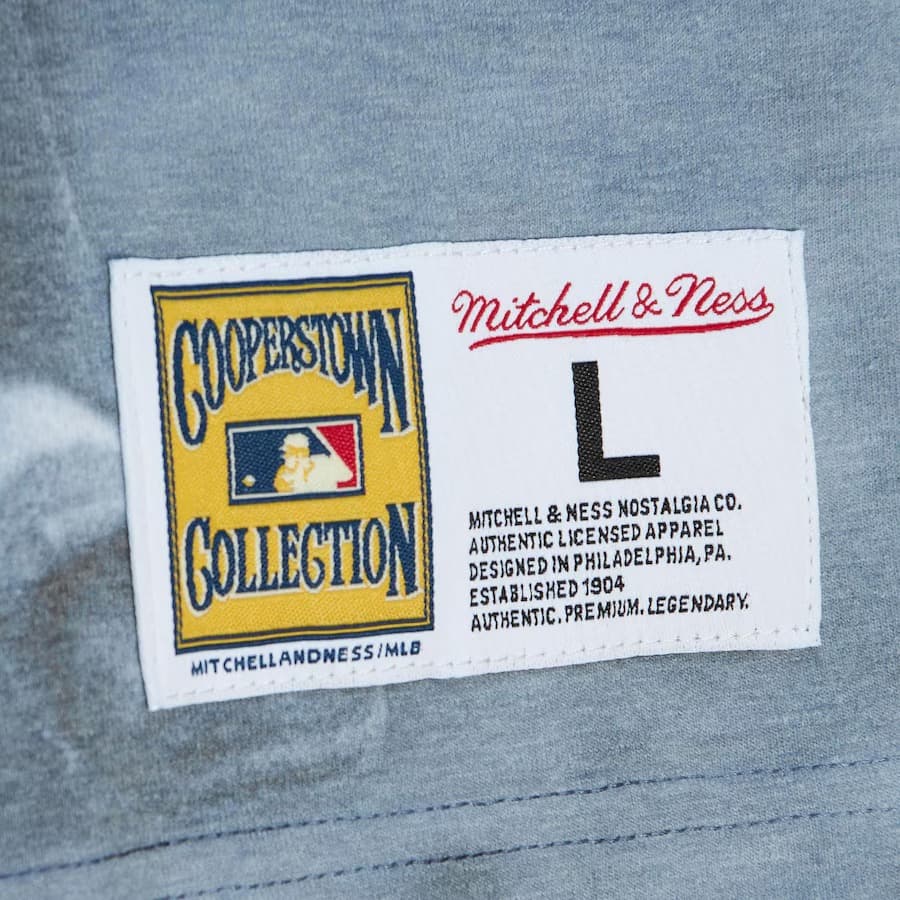 COOPERSTOWN
COLLECTION
MITCHELLANDNESS/MLB
Mitchell & Ness
L
MITCHELL & NESS NOSTALGIA CO.
AUTHENTIC LICENSED APPAREL
DESIGNED IN PHILADELPHIA, PA.
ESTABLISHED 1904
AUTHENTIC. PREMIUM. LEGENDARY.